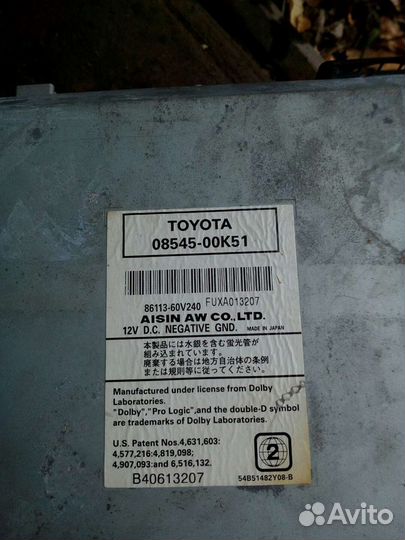 TOYOTA
08545-00K51
86113-60V240 FUXA013207
AISIN AW CO., LTD.
12V D.C. NEGATIVE GND. MADE IN JAPAN
本製品には水銀を含む蛍光管が
組み込まれています。
廃棄する場合は地方自治体の条例
または規則等に従ってください。
Manufactured under license from Dolby
Laboratories.
"Dolby","Pro Logic",and the double-D symbol
are trademarks of Dolby Laboratories.
U.S. Patent Nos.4,631,603:
4,577,216:4,819,098;
4,907,093:and 6,516,132.
2
B40613207
54B51482Y08-B
Avito